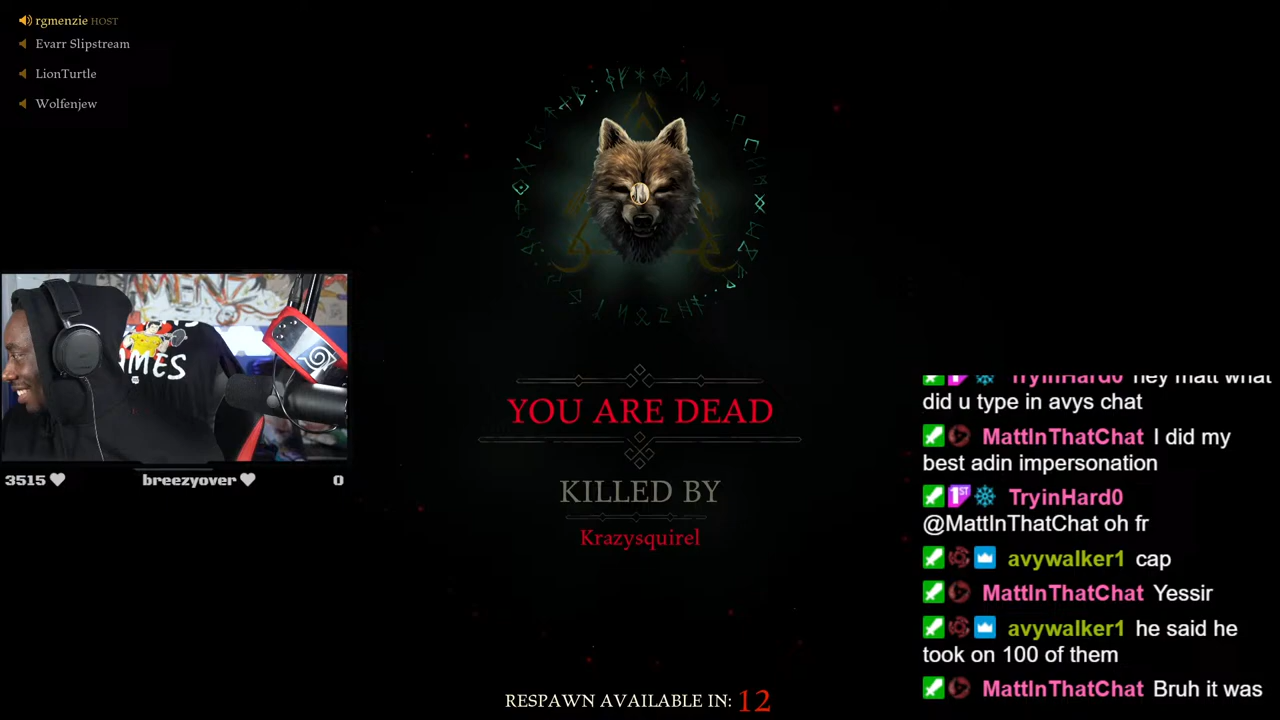 rgmenzie HOST
Evarr Slipstream
LionTurtle
Wolfenjew
YOU ARE DEAD
KILLED BY
Krazysquirel
RESPAWN AVAILABLE IN: 12
MES
3515
breezyover
0
TryinHard0 hey matt what
did u type in avys chat
MattInThatChat I did my
best adin impersonation
TryinHard0
@MattInThatChat oh fr
avywalker1 cap
MattInThatChat Yessir
avywalker1 he said he
took on 100 of them
MattInThatChat Bruh it was